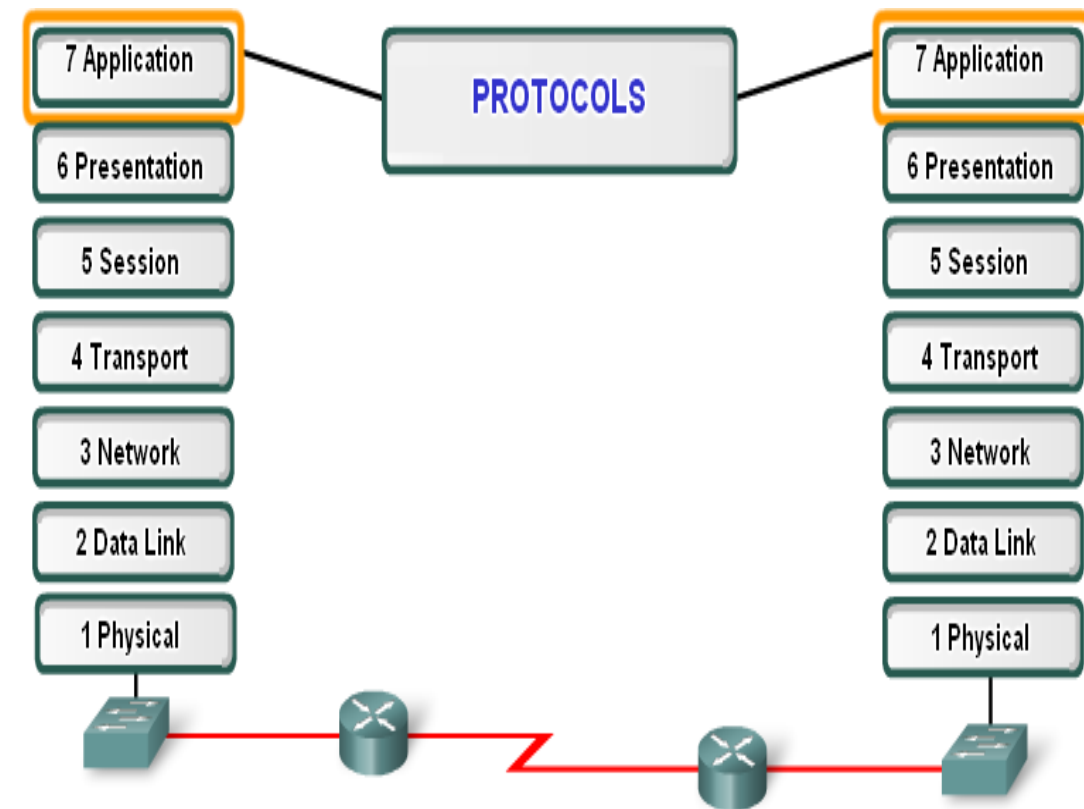 7 Application
PROTOCOLS
7 Application
6 Presentation
6 Presentation
5 Session
5 Session
4 Transport
4 Transport
3 Network
3 Network
2 Data Link
2 Data Link
1 Physical
1 Physical